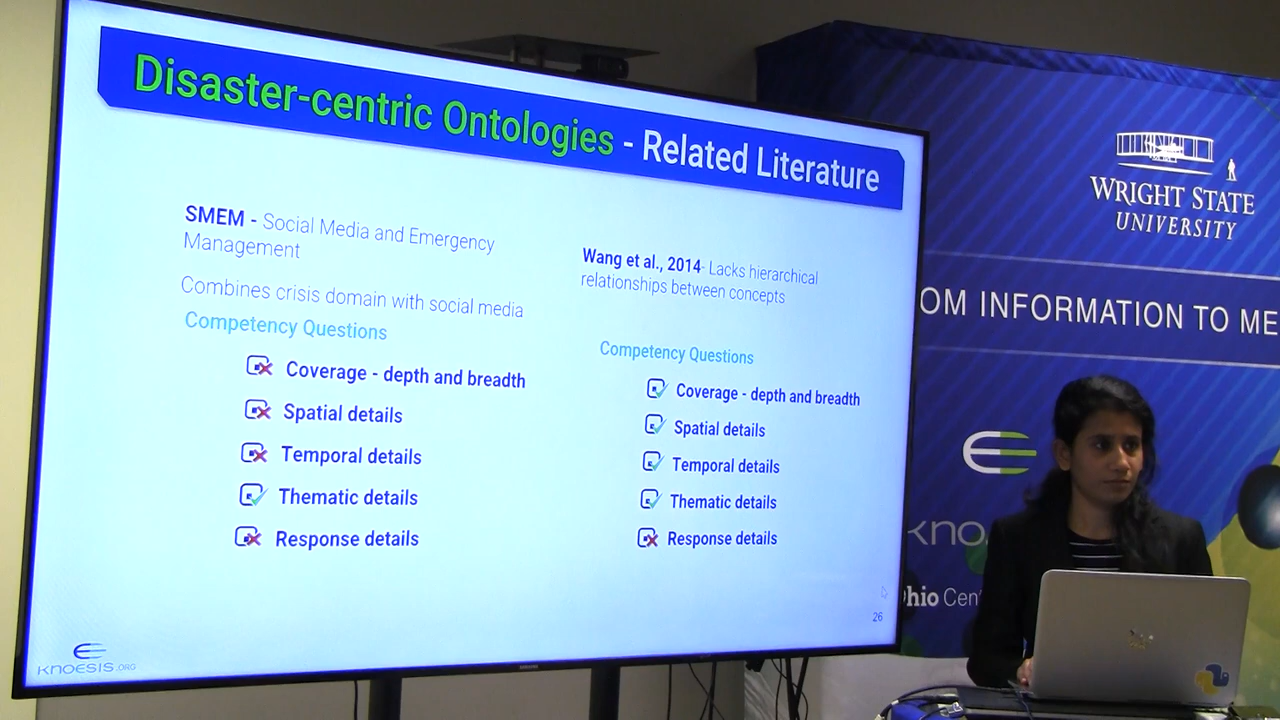 Disaster-centric Ontologies - Related Literature
SMEM - Social Media and Emergency
Management
Combines crisis domain with social media
Competency Questions
Coverage - depth and breadth
Spatial details
Temporal details
Thematic details
Response details
Wang et al., 2014- Lacks hierarchical
relationships between concepts
Competency Questions
Coverage - depth and breadth
Spatial details
Temporal details
Thematic details
Response details
26
KNOESIS.ORG
SAMSUNG
WRIGHT STATE
UNIVERSITY
OM INFORMATION TO ME
KNO
Ohio Cen